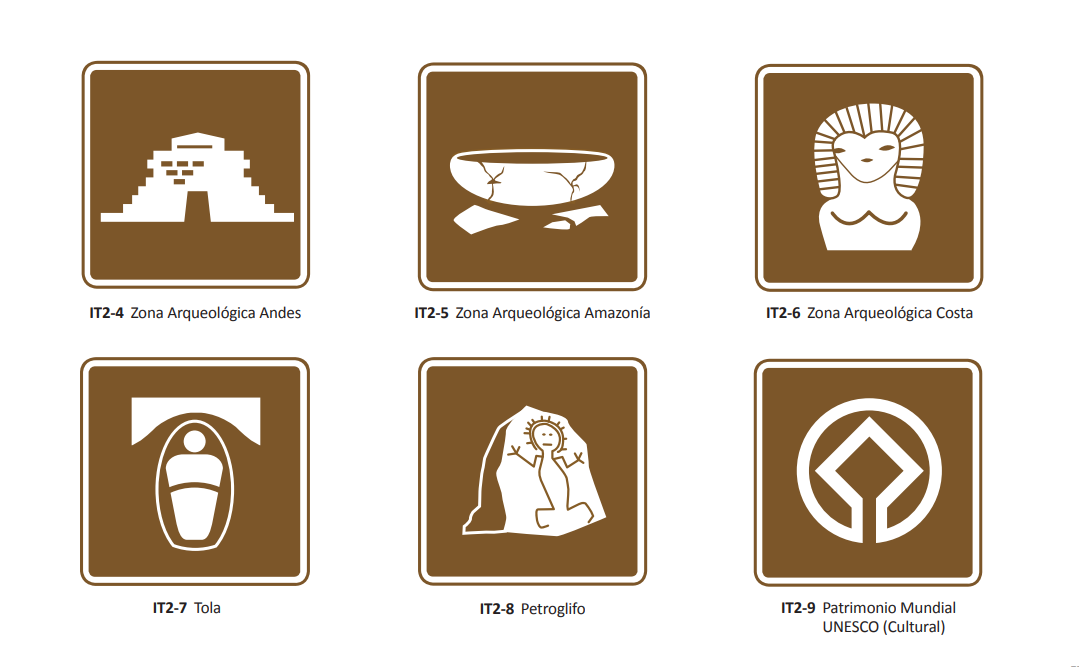 IT2-4 Zona Arqueológica Andes
IT2-5 Zona Arqueológica Amazonía
IT2-6 Zona Arqueológica Costa
IT2-7 Tola
IT2-8 Petroglifo
IT2-9 Patrimonio Mundial
UNESCO (Cultural)